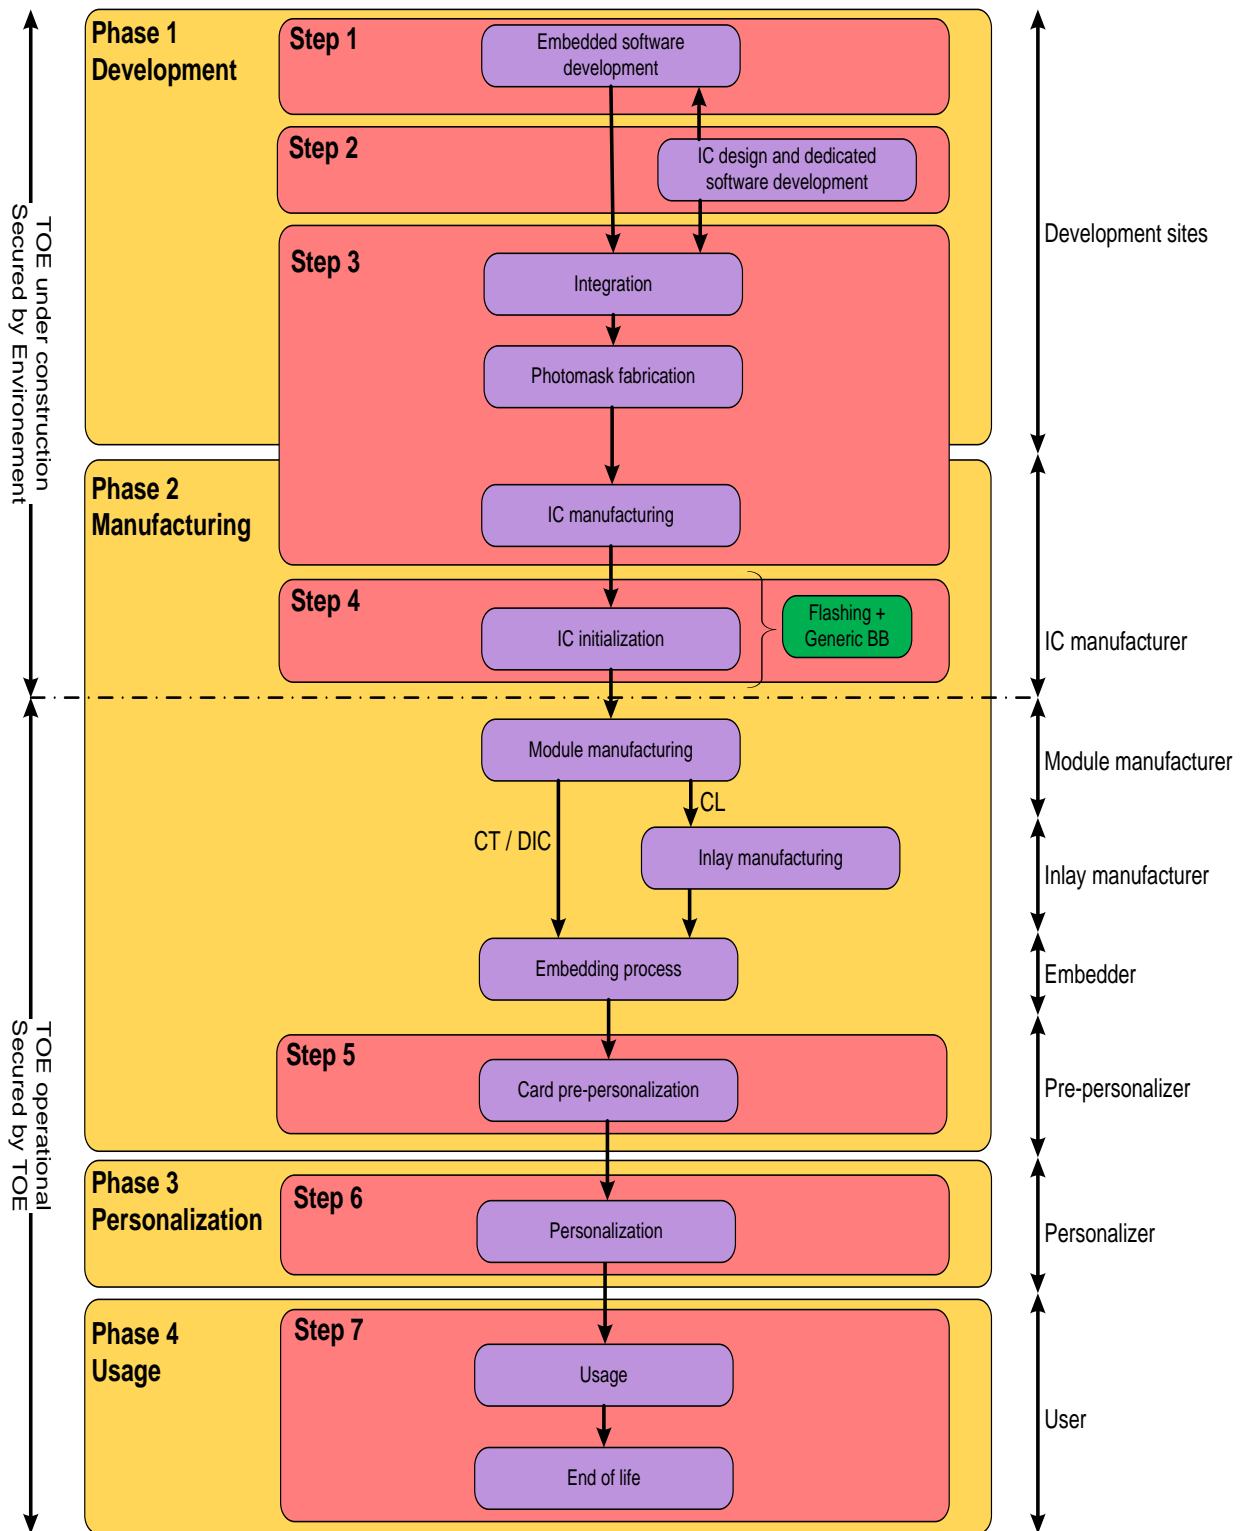 Phase 1
Development
Step 1
Embedded software
development
Step 2
IC design and dedicated
software development
Step 3
Integration
Photomask fabrication
Development sites
TOE under construction
Secured by Environement
Phase 2
Manufacturing
IC manufacturing
Step 4
IC initialization
Flashing +
Generic BB
IC manufacturer
Module manufacturing
Module manufacturer
CL
CT / DIC
Inlay manufacturing
Inlay manufacturer
Embedding process
Embedder
Step 5
Card pre-personalization
Pre-personalizer
TOE operational
Secured by TOE
Phase 3
Personalization
Step 6
Personalization
Personalizer
Phase 4
Usage
Step 7
Usage
End of life
User